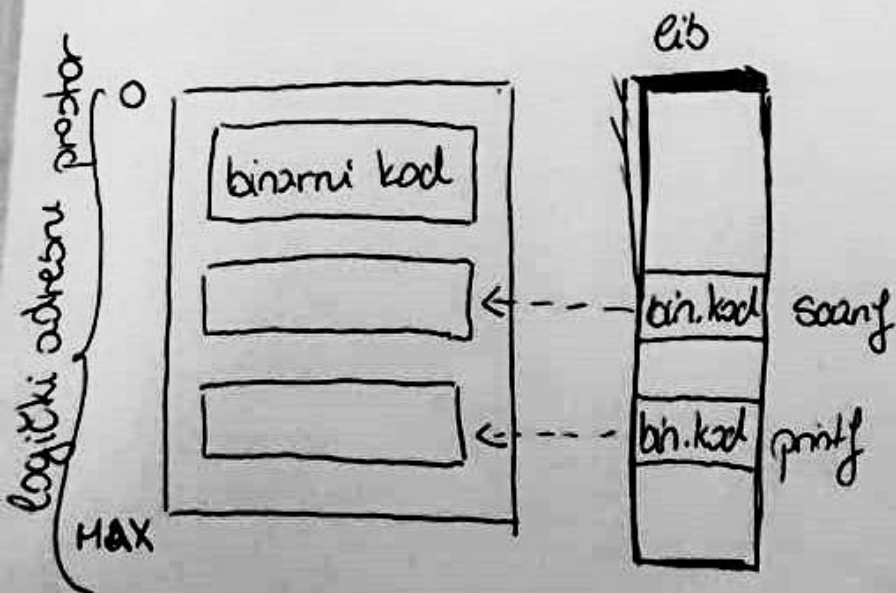 lib
0
logički adresni prostor
binarni kod
bin.kod scanf
bin.kod printf
MAX